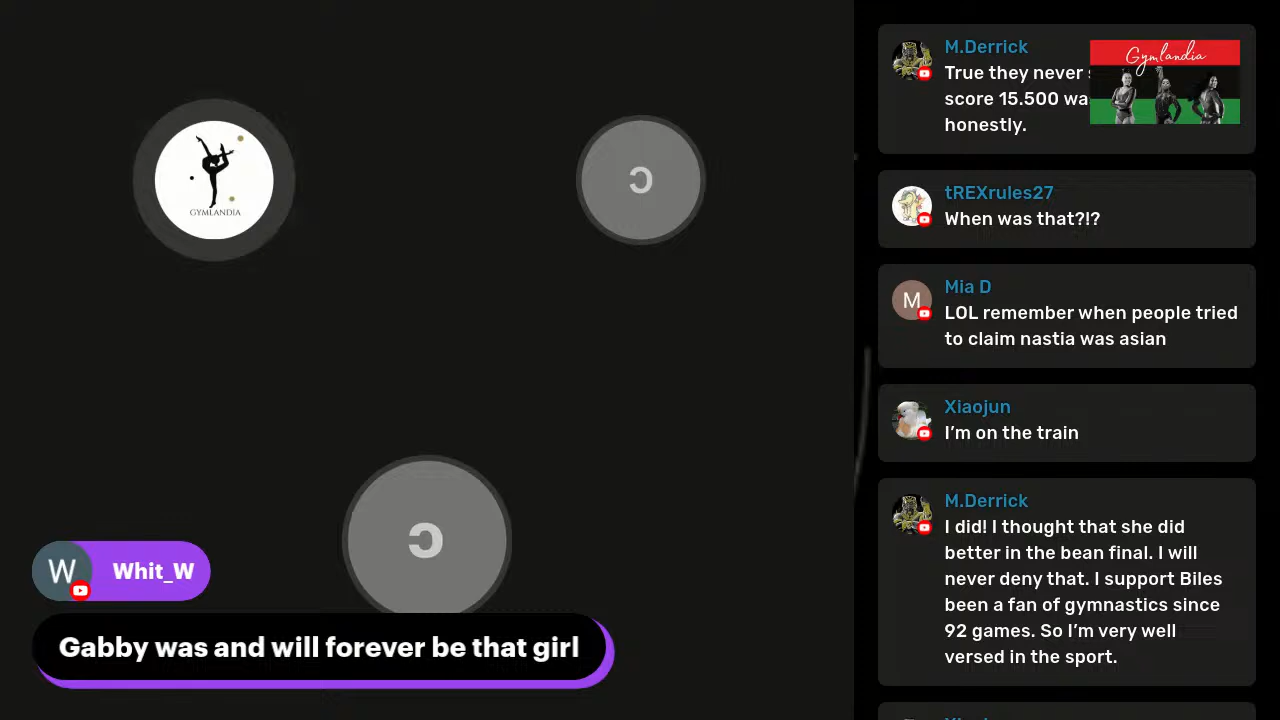 GYMLANDIA
ɔ
ɔ
W
Whit_W
Gabby was and will forever be that girl
M.Derrick
True they never
score 15.500 wa
honestly.
Gymlandia
tREXrules27
When was that?!?
M
Mia D
LOL remember when people tried
to claim nastia was asian
Xiaojun
I’m on the train
M.Derrick
I did! I thought that she did
better in the bean final. I will
never deny that. I support Biles
been a fan of gymnastics since
92 games. So I’m very well
versed in the sport.